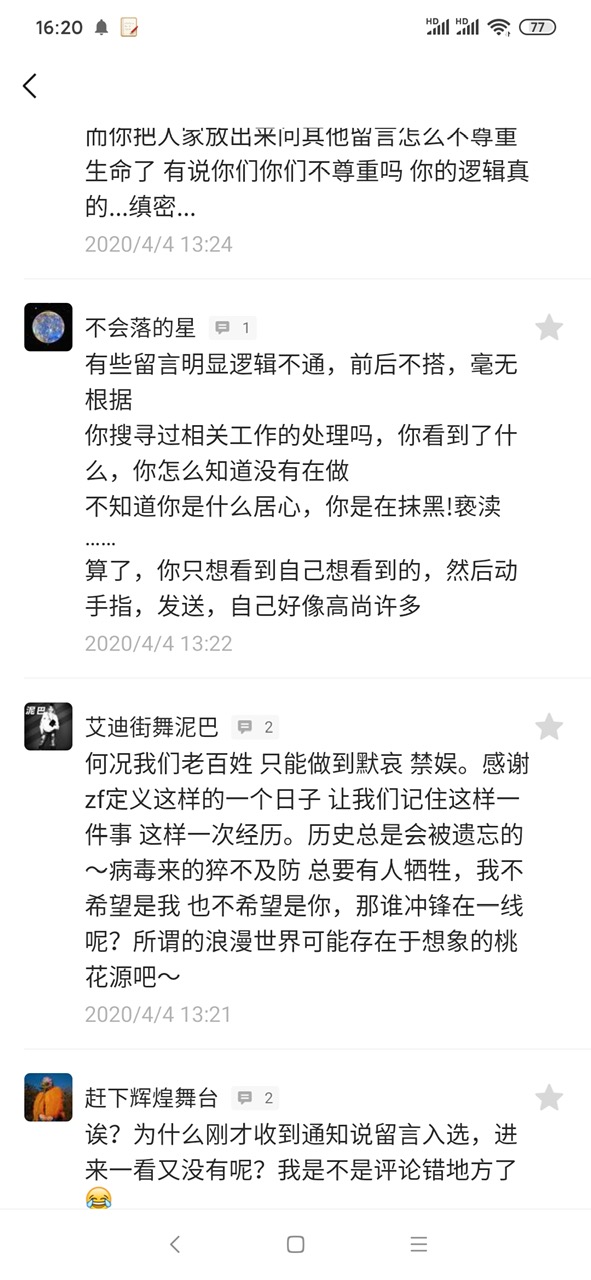 16:20
HD HD 77
而你把人家放出来问其他留言怎么不尊重
生命了 有说你们你们不尊重吗 你的逻辑真
的...缜密...
2020/4/4 13:24
不会落的星 1
有些留言明显逻辑不通，前后不搭，毫无
根据
你搜寻过相关工作的处理吗，你看到了什
么，你怎么知道没有在做
不知道你是什么居心，你是在抹黑!亵渎
......
算了，你只想看到自己想看到的，然后动
手指，发送，自己好像高尚许多
2020/4/4 13:22
泥巴
艾迪街舞泥巴 2
何况我们老百姓 只能做到默哀 禁娱。感谢
zf定义这样的一个日子 让我们记住这样一
件事 这样一次经历。历史总是会被遗忘的
～病毒来的猝不及防 总要有人牺牲，我不
希望是我 也不希望是你，那谁冲锋在一线
呢？所谓的浪漫世界可能存在于想象的桃
花源吧～
2020/4/4 13:21
赶下辉煌舞台 2
诶？为什么刚才收到通知说留言入选，进
来一看又没有呢？我是不是评论错地方了
😂